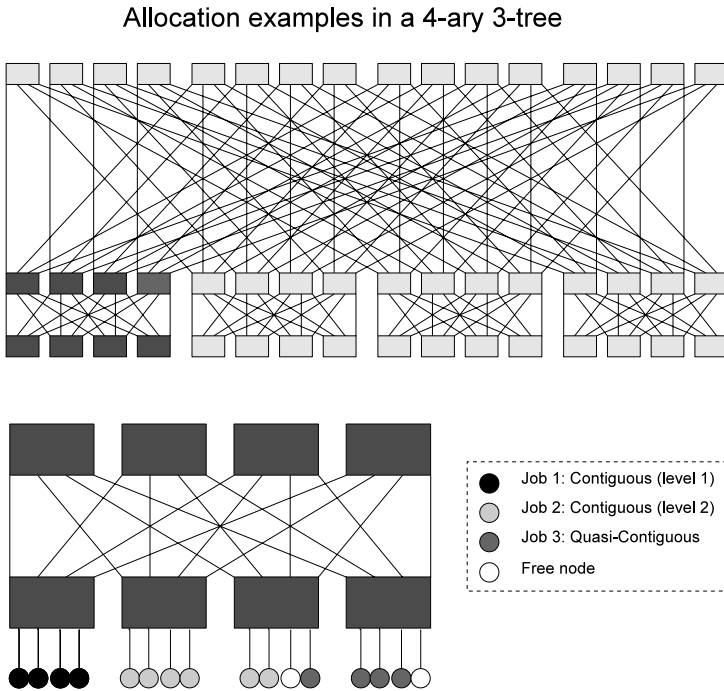 Allocation examples in a 4-ary 3-tree
Job 1: Contiguous (level 1)
Job 2: Contiguous (level 2)
Job 3: Quasi-Contiguous
Free node